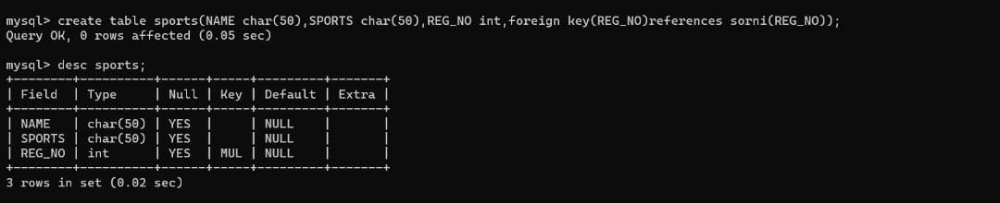 mysql> create table sports(NAME char(50),SPORTS char(50),REG_NO int,foreign key(REG_NO)references sorni(REG_NO));
Query OK, 0 rows affected (0.05 sec)
mysql> desc sports;
+--------+----------+------+-----+---------+-------+
| Field  | Type     | Null | Key | Default | Extra |
+--------+----------+------+-----+---------+-------+
| NAME   | char(50) | YES  |     | NULL    |       |
| SPORTS | char(50) | YES  |     | NULL    |       |
| REG_NO | int      | YES  | MUL | NULL    |       |
+--------+----------+------+-----+---------+-------+
3 rows in set (0.02 sec)